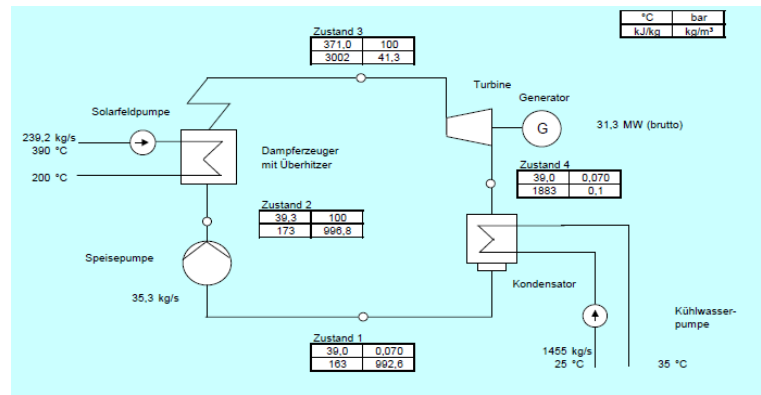 °C bar
kJ/kg kg/m³
Zustand 3
371,0 100
3002 41,3
Turbine
Generator
G
31,3 MW (brutto)
Solarfeldpumpe
239,2 kg/s
390 °C
200 °C
Dampferzeuger
mit Überhitzer
Zustand 4
39,0 0,070
1883 0,1
Zustand 2
39,3 100
173 996,8
Speisepumpe
35,3 kg/s
Kondensator
Kühlwasser-
pumpe
Zustand 1
39,0 0,070
163 992,6
1455 kg/s
25 °C
35 °C